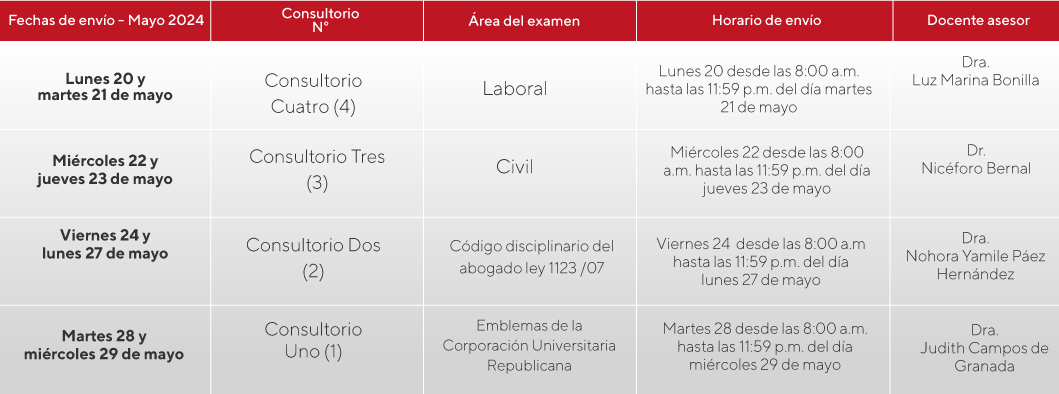 Fechas de envío - Mayo 2024
Consultorio
N°
Área del examen
Horario de envío
Docente asesor
Lunes 20 y
martes 21 de mayo
Consultorio
Cuatro (4)
Laboral
Lunes 20 desde las 8:00 a.m.
hasta las 11:59 p.m. del día martes
21 de mayo
Dra.
Luz Marina Bonilla
Miércoles 22 y
jueves 23 de mayo
Consultorio Tres
(3)
Civil
Miércoles 22 desde las 8:00
a.m. hasta las 11:59 p.m. del día
jueves 23 de mayo
Dr.
Nicéforo Bernal
Viernes 24 y
lunes 27 de mayo
Consultorio Dos
(2)
Código disciplinario del
abogado ley 1123 /07
Viernes 24 desde las 8:00 a.m
hasta las 11:59 p.m. del día
lunes 27 de mayo
Dra.
Nohora Yamile Páez
Hernández
Martes 28 y
miércoles 29 de mayo
Consultorio
Uno (1)
Emblemas de la
Corporación Universitaria
Republicana
Martes 28 desde las 8:00 a.m.
hasta las 11:59 p.m. del día
miércoles 29 de mayo
Dra.
Judith Campos de
Granada